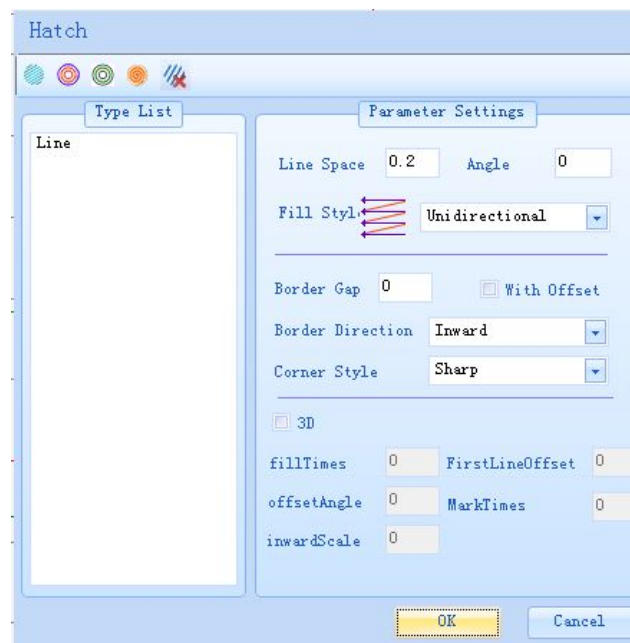 Hatch
Type List
Line
Parameter Settings
Line Space 0.2 Angle 0
Fill Styl Unidirectional
Border Gap 0 With Offset
Border Direction Inward
Corner Style Sharp
3D
fillTimes 0 FirstLineOffset 0
offsetAngle 0 MarkTimes 0
inwardScale 0
OK Cancel